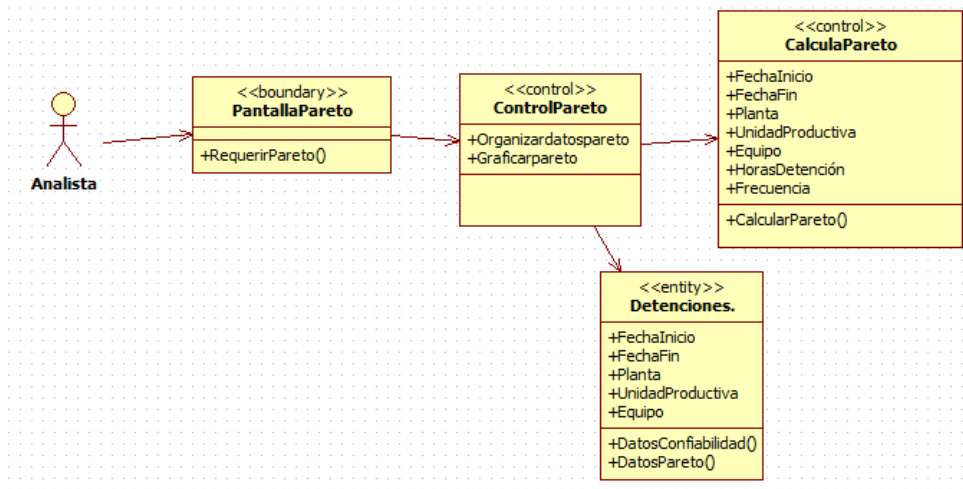 Analista
<<boundary>>
PantallaPareto
+RequerirPareto()
<<control>>
ControlPareto
+Organizardatospareto
+Graficarpareto
<<control>>
CalculaPareto
+FechaInicio
+FechaFin
+Planta
+UnidadProductiva
+Equipo
+HorasDetención
+Frecuencia
+CalcularPareto()
<<entity>>
Detenciones.
+FechaInicio
+FechaFin
+Planta
+UnidadProductiva
+Equipo
+DatosConfiabilidad()
+DatosPareto()